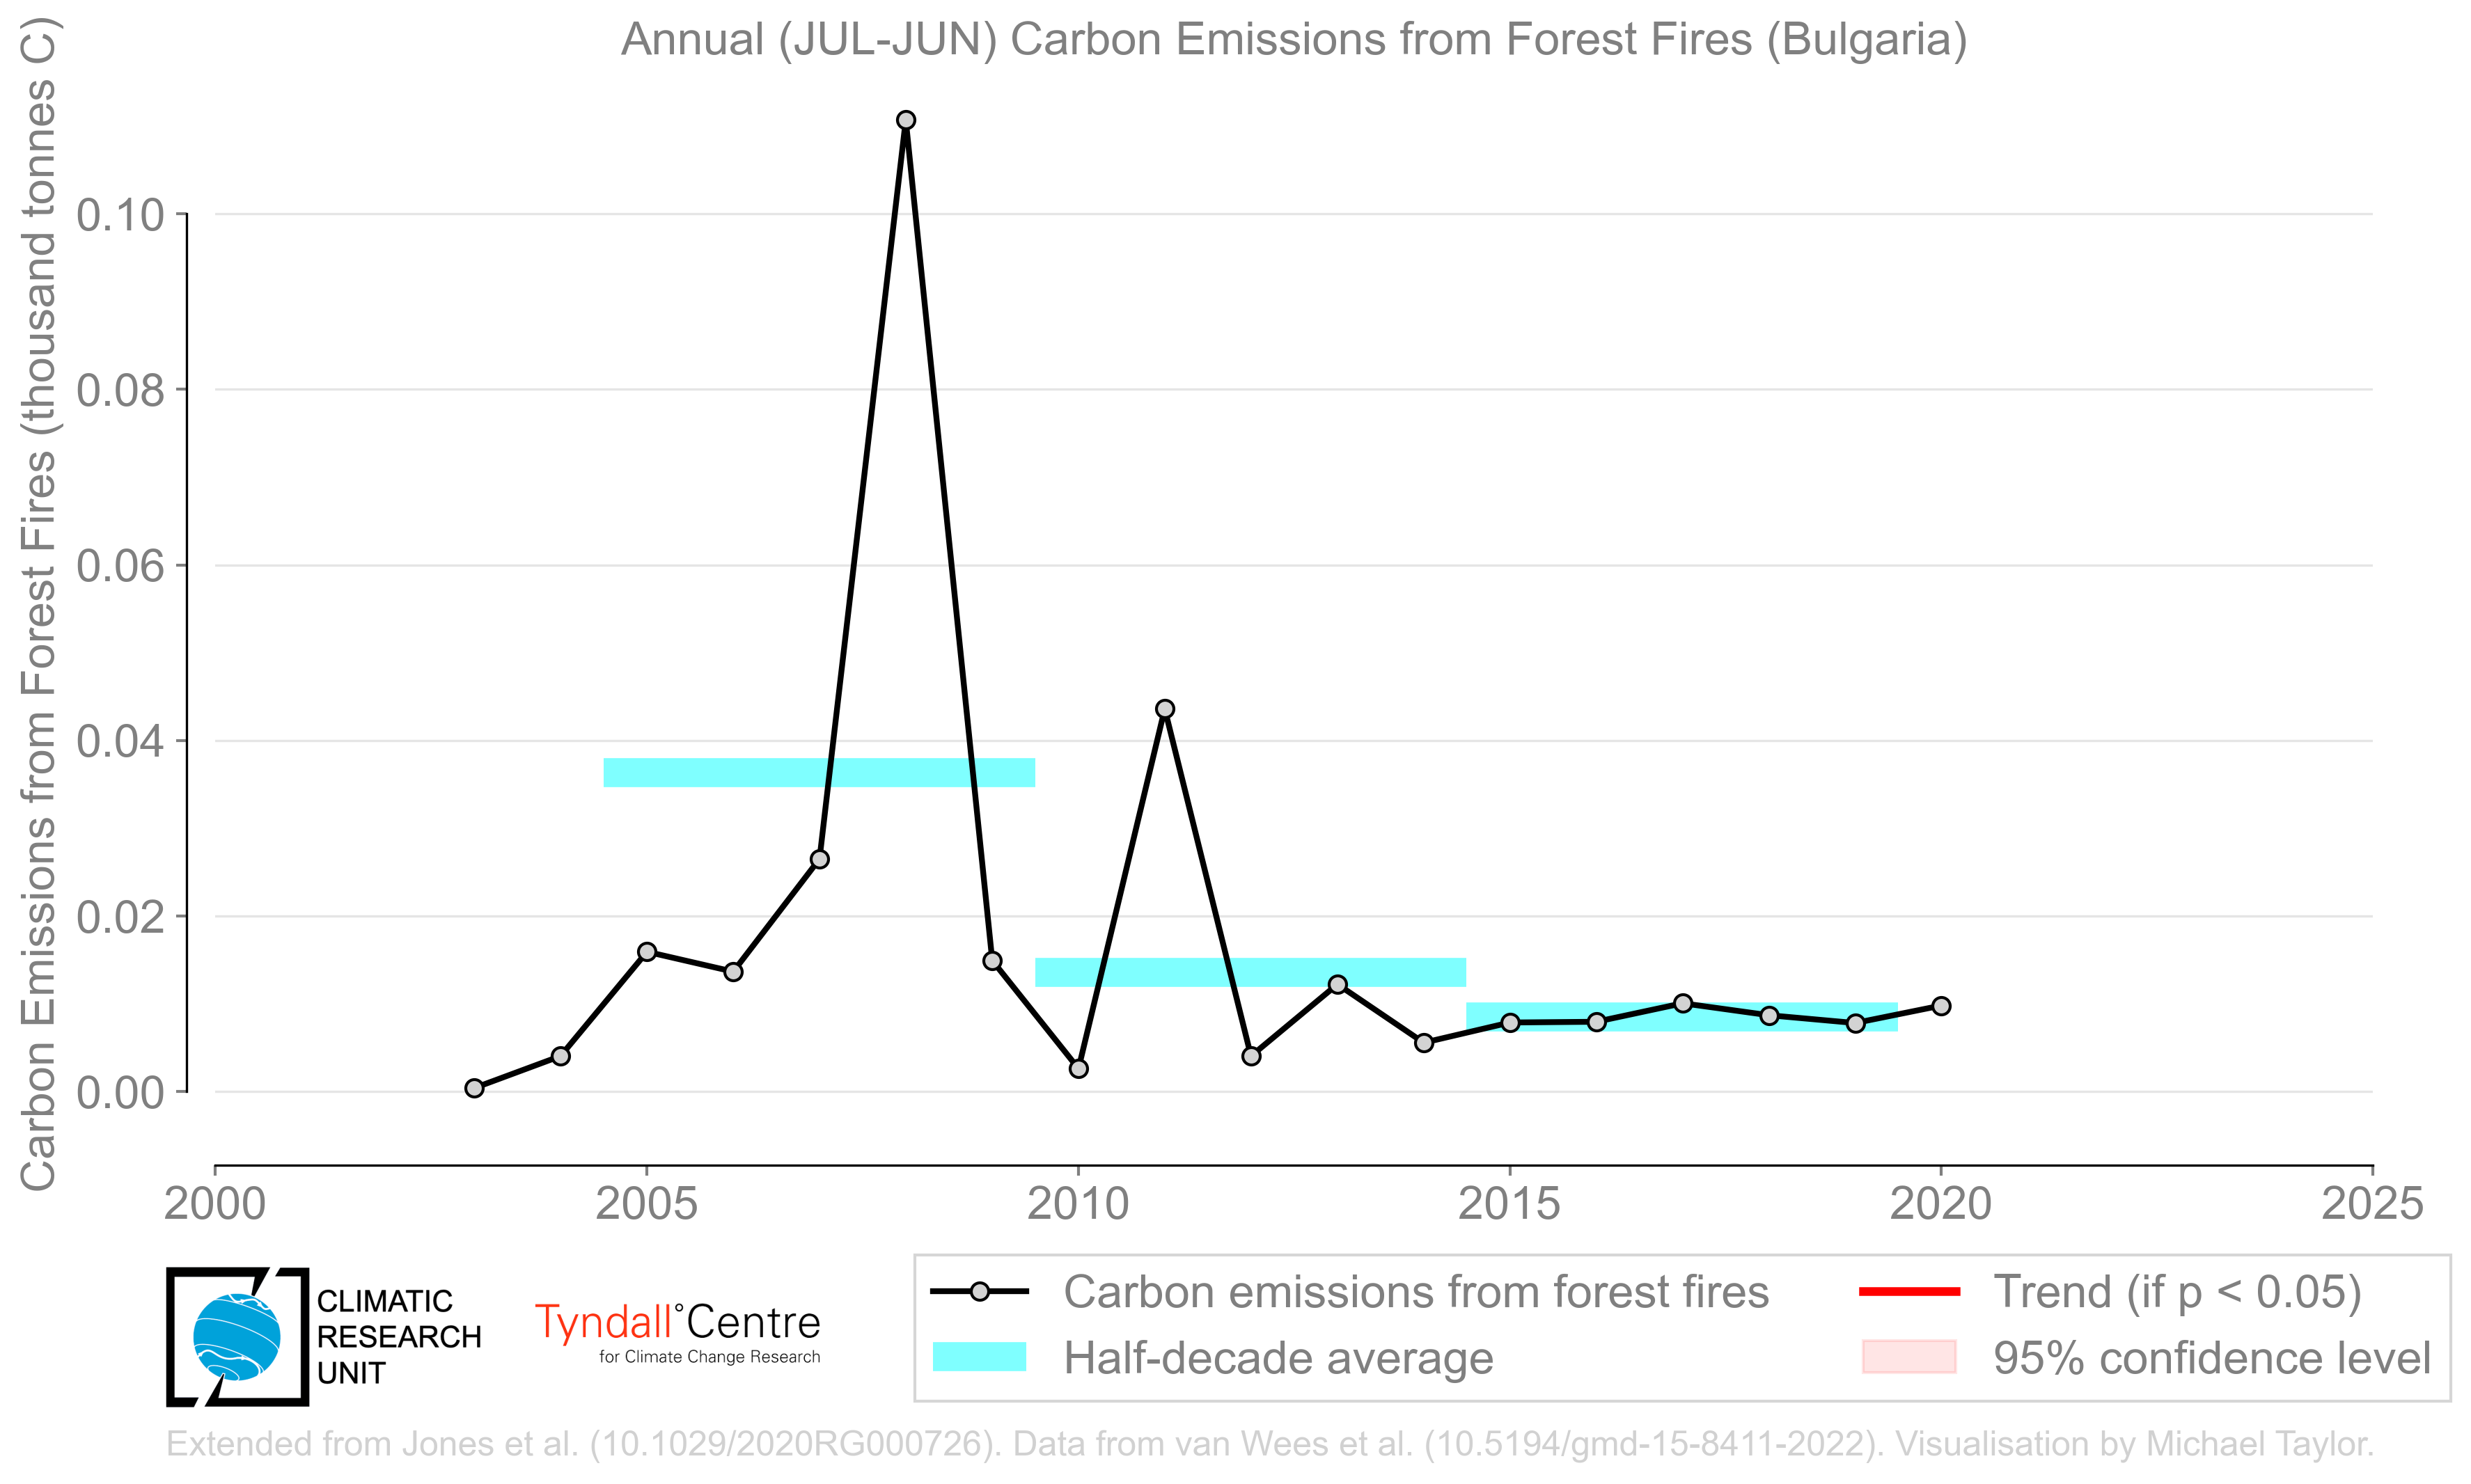 Annual (JUL-JUN) Carbon Emissions from Forest Fires (Bulgaria)
Carbon Emissions from Forest Fires (thousand tonnes C)
0.10
0.08
0.06
0.04
0.02
0.00
2000 2005 2010 2015 2020 2025
CLIMATIC
RESEARCH
UNIT
Tyndall°Centre
for Climate Change Research
Carbon emissions from forest fires
Half-decade average
Trend (if p < 0.05)
95% confidence level
Extended from Jones et al. (10.1029/2020RG000726). Data from van Wees et al. (10.5194/gmd-15-8411-2022). Visualisation by Michael Taylor.